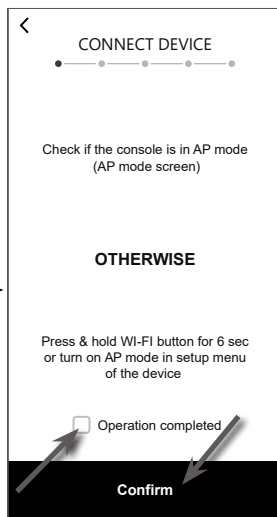 CONNECT DEVICE
Check if the console is in AP mode
(AP mode screen)
OTHERWISE
Press & hold WI-FI button for 6 sec
or turn on AP mode in setup menu
of the device
Operation completed
Confirm